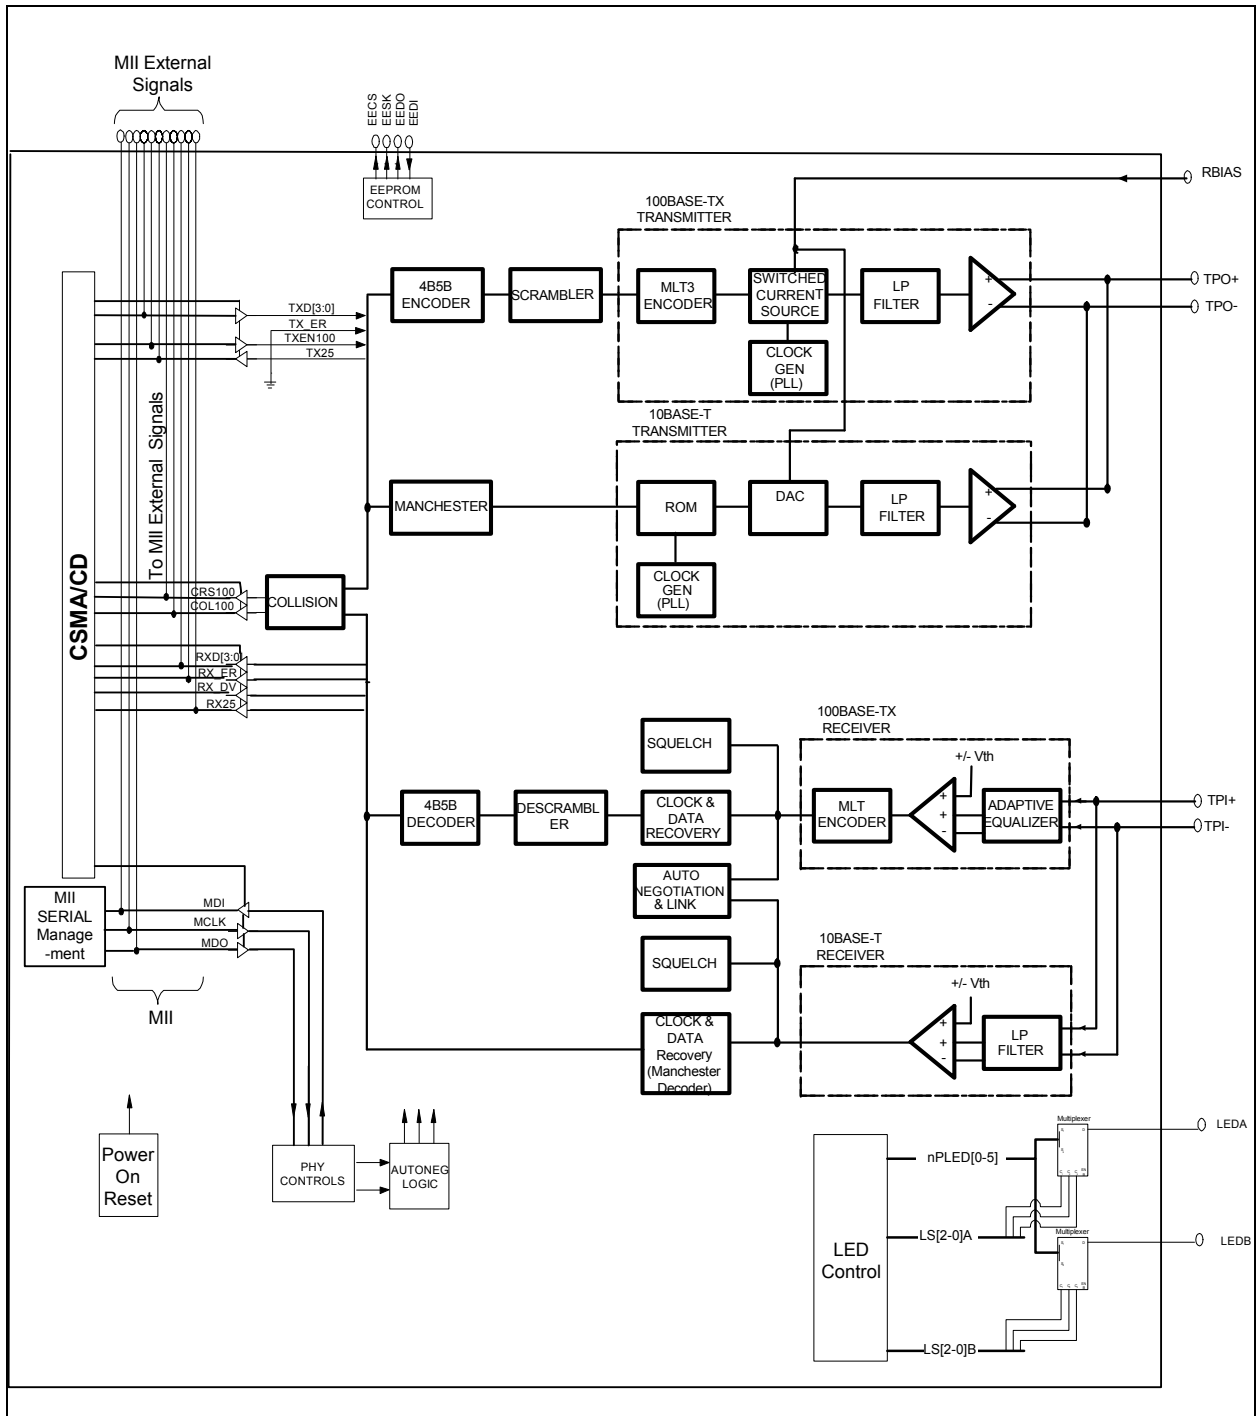 MII External
Signals
EECS
EESK
EEDO
EEDI
EEPROM
CONTROL
RBIAS
100BASE-TX
TRANSMITTER
4B5B
ENCODER
SCRAMBLER
MLT3
ENCODER
SWITCHED
CURRENT
SOURCE
LP
FILTER
+
-
TPO+
TPO-
CLOCK
GEN
(PLL)
TXD[3:0]
TX_ER
TXEN100
TX25
10BASE-T
TRANSMITTER
MANCHESTER
ROM
DAC
LP
FILTER
+
-
CLOCK
GEN
(PLL)
To MII External Signals
CSMA/CD
CRS100
COL100
COLLISION
RXD[3:0]
RX_ER
RX_DV
RX25
100BASE-TX
RECEIVER
SQUELCH
+/- Vth
4B5B
DECODER
DESCRAMBL
ER
CLOCK &
DATA
RECOVERY
MLT
ENCODER
+
+
-
ADAPTIVE
EQUALIZER
TPI+
TPI-
AUTO
NEGOTIATION
& LINK
MII
SERIAL
Manage
-ment
MDI
MCLK
MDO
MII
10BASE-T
RECEIVER
SQUELCH
+/- Vth
CLOCK &
DATA
Recovery
(Manchester
Decoder)
+
+
-
LP
FILTER
Power
On
Reset
PHY
CONTROLS
AUTONEG
LOGIC
LED
Control
nPLED[0-5]
LS[2-0]A
LS[2-0]B
Multiplexer
LEDA
Multiplexer
LEDB